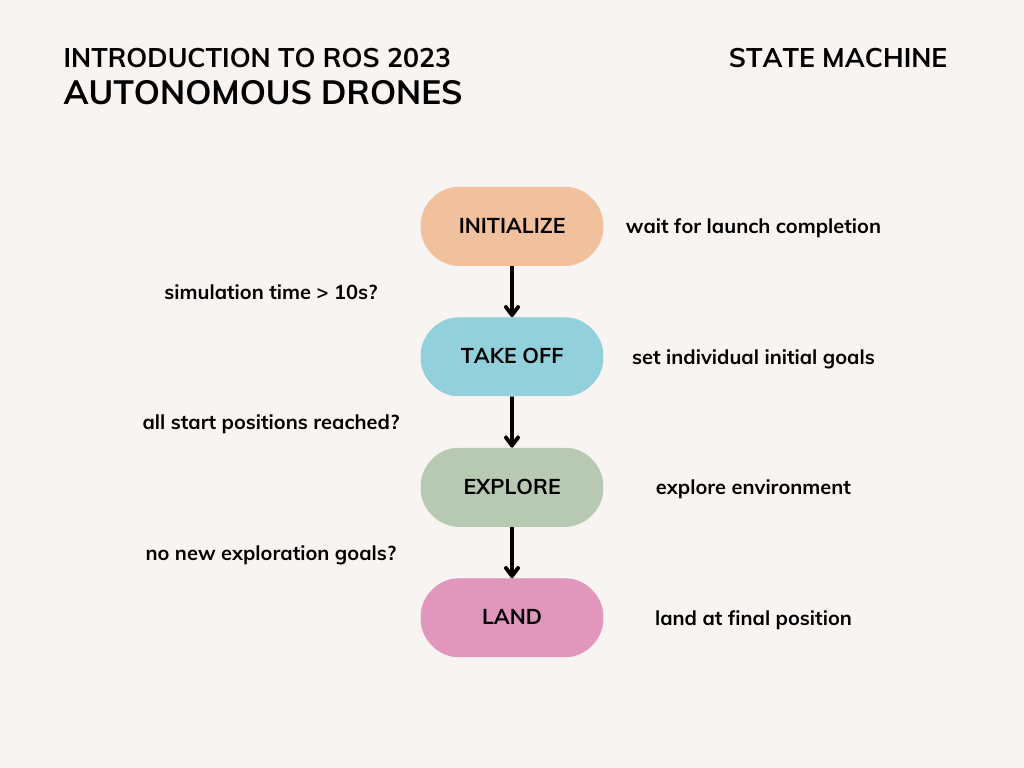 INTRODUCTION TO ROS 2023
AUTONOMOUS DRONES
STATE MACHINE
INITIALIZE
wait for launch completion
simulation time > 10s?
TAKE OFF
set individual initial goals
all start positions reached?
EXPLORE
explore environment
no new exploration goals?
LAND
land at final position